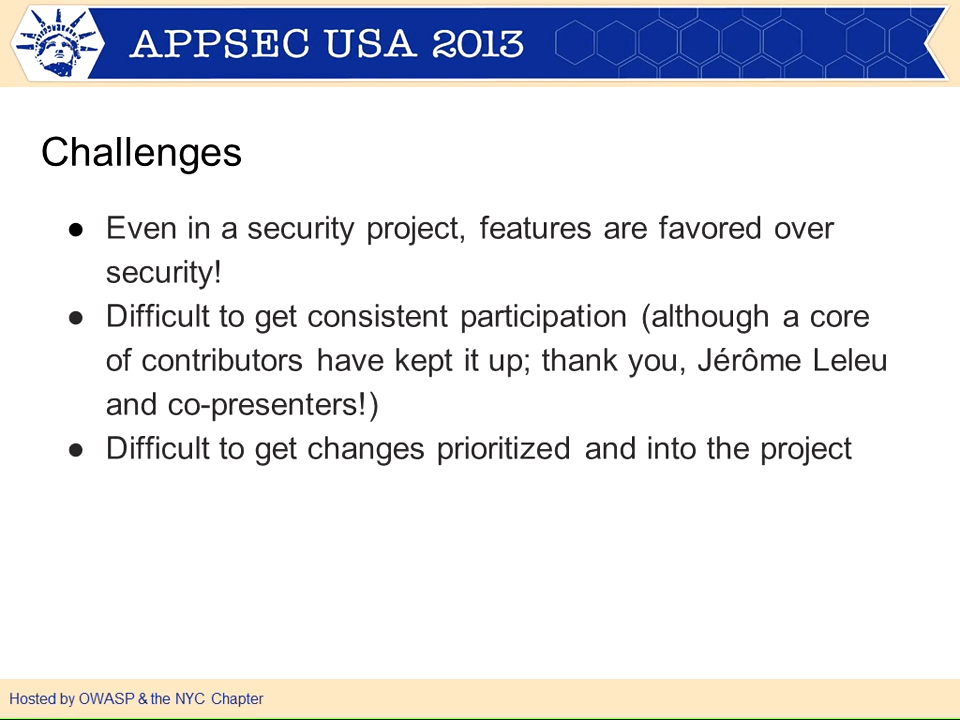 APPSEC USA 2013
Challenges
● Even in a security project, features are favored over
security!
● Difficult to get consistent participation (although a core
of contributors have kept it up; thank you, Jérôme Leleu
and co-presenters!)
● Difficult to get changes prioritized and into the project
Hosted by OWASP & the NYC Chapter